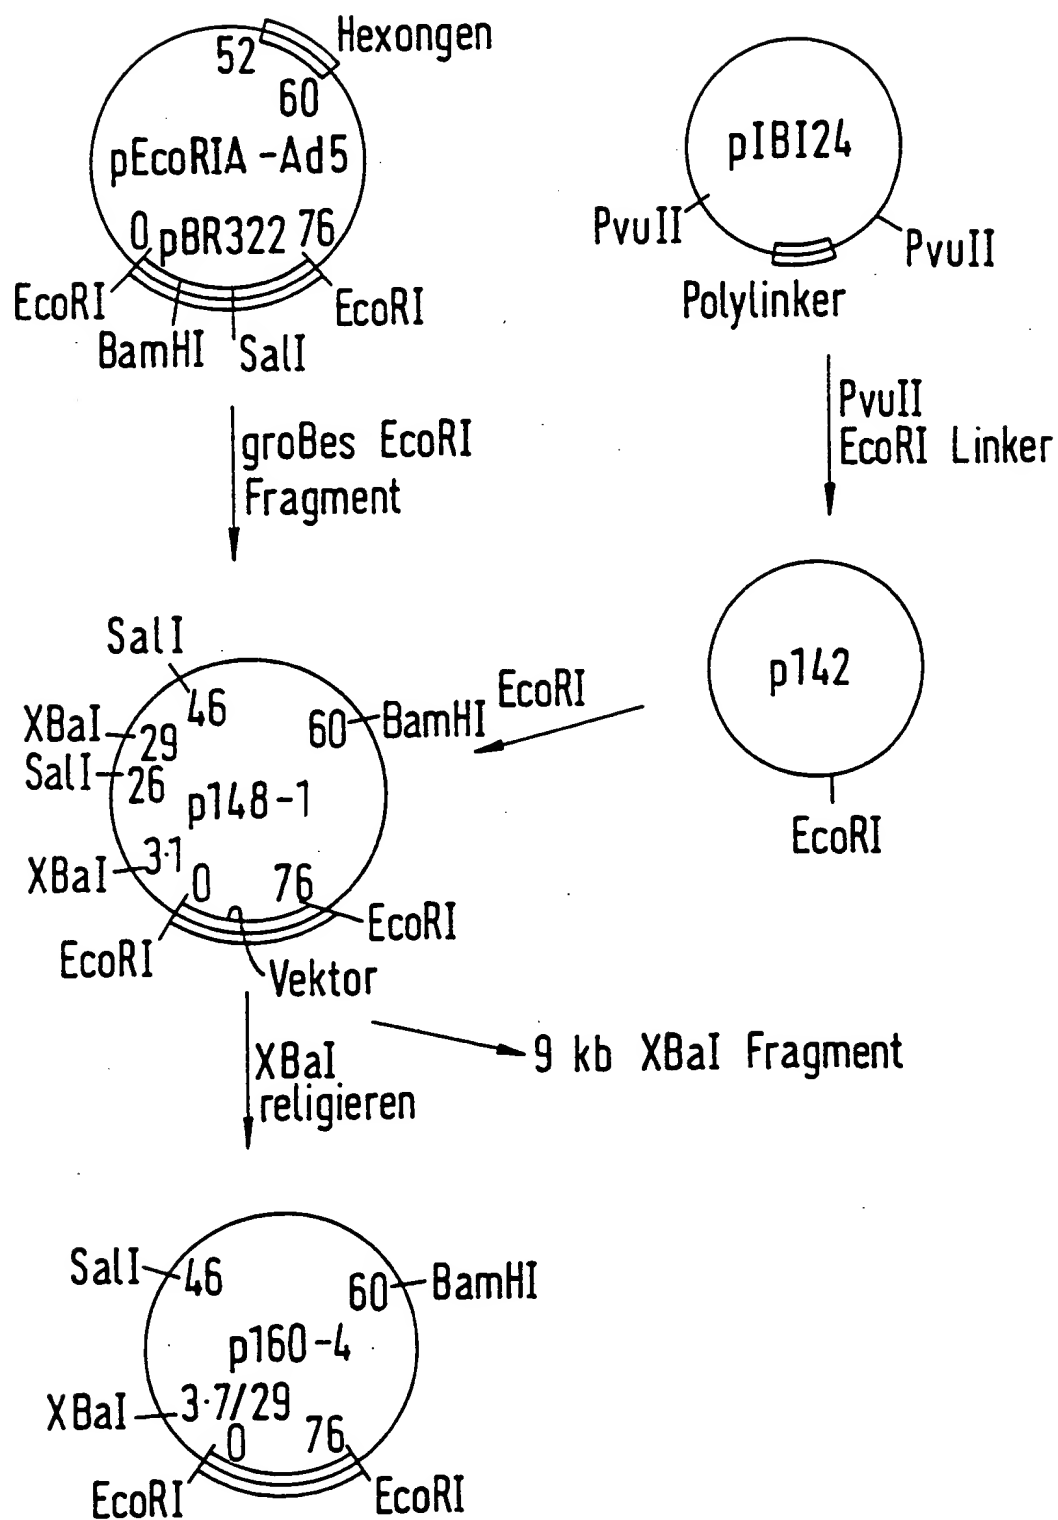 Hexongen
52
60
pEcoRIA-Ad5
0 pBR322 76
EcoRI
EcoRI
BamHI
SalI
pIBI24
PvuII
PvuII
Polylinker
groBes EcoRI
Fragment
PvuII
EcoRI Linker
p142
EcoRI
EcoRI
SalI
46
XBaI
29
SalI
26
60
BamHI
p148-1
XBaI
3·1
0
76
EcoRI
EcoRI
Vektor
XBaI
religieren
9 kb XBaI Fragment
SalI
46
60
BamHI
p160-4
XBaI
3·7/29
0
76
EcoRI
EcoRI